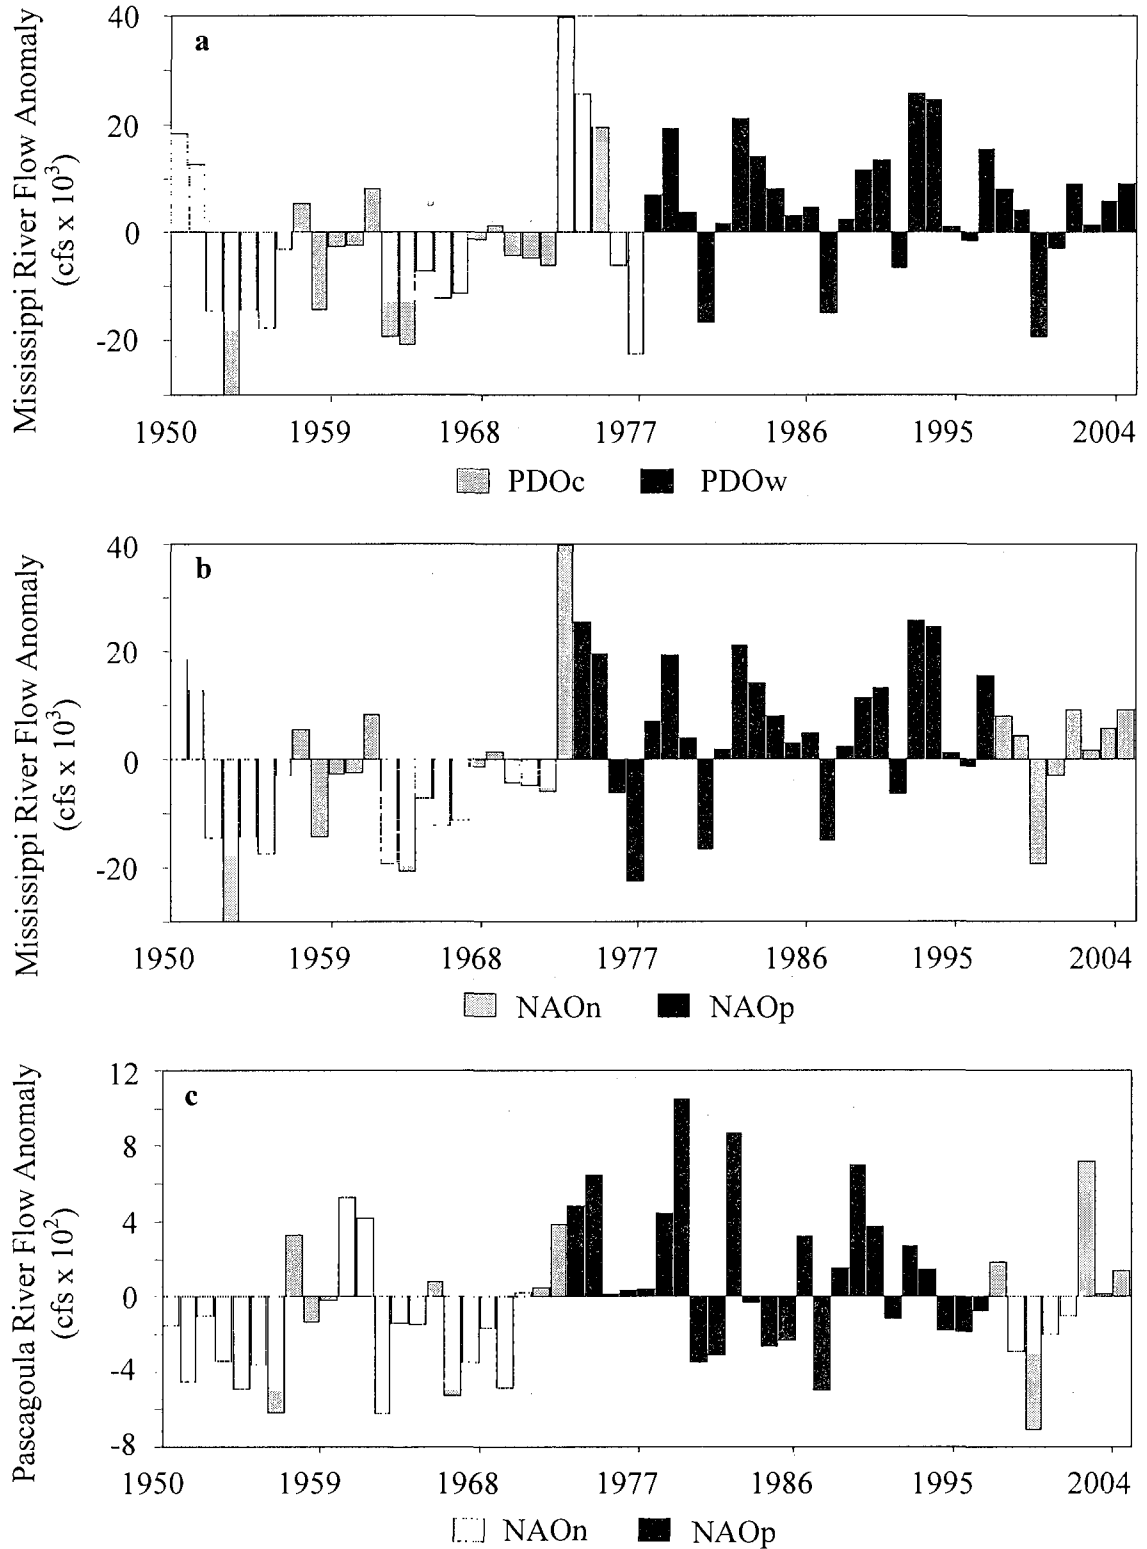 Mississippi River Flow Anomaly
(cfs x 10³)
a
40
20
0
-20
1950 1959 1968 1977 1986 1995 2004
PDOc PDOw
Mississippi River Flow Anomaly
(cfs x 10³)
b
40
20
0
-20
1950 1959 1968 1977 1986 1995 2004
NAOn NAOp
Pascagoula River Flow Anomaly
(cfs x 10²)
c
12
8
4
0
-4
-8
1950 1959 1968 1977 1986 1995 2004
NAOn NAOp